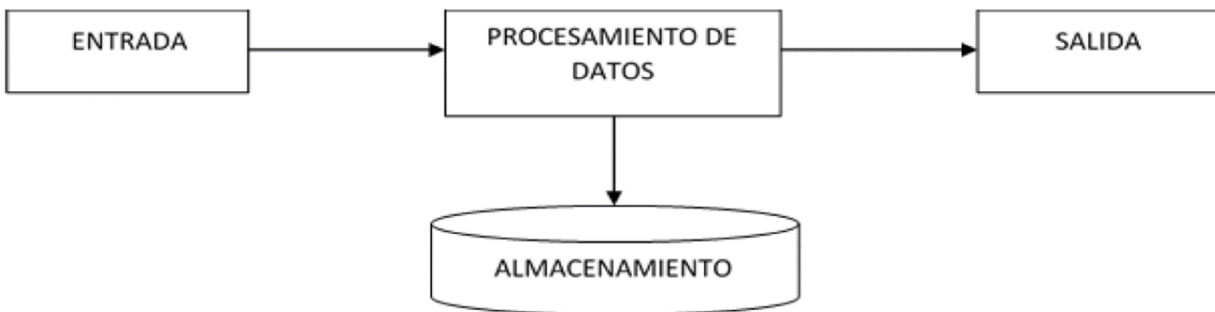 ENTRADA
PROCESAMIENTO DE
DATOS
SALIDA
ALMACENAMIENTO